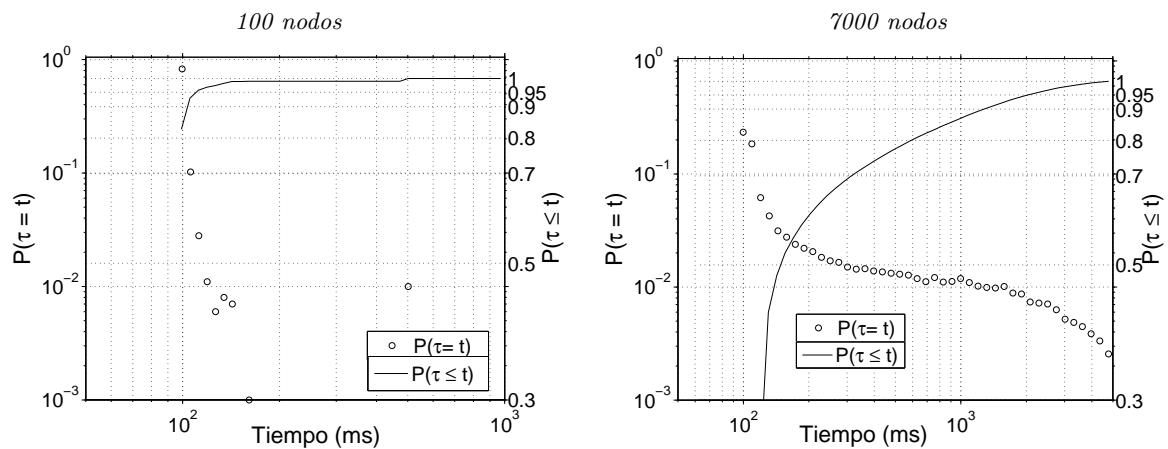 100 nodos
10^0
10^-1
10^-2
10^-3
P(τ = t)
1
0.95
0.9
0.8
0.7
0.5
0.3
P(τ ≤ t)
P(τ= t)
P(τ ≤ t)
10^2
10^3
Tiempo (ms)
7000 nodos
10^0
10^-1
10^-2
10^-3
P(τ = t)
1
0.95
0.9
0.8
0.7
0.5
0.3
P(τ ≤ t)
P(τ= t)
P(τ ≤ t)
10^2
10^3
Tiempo (ms)